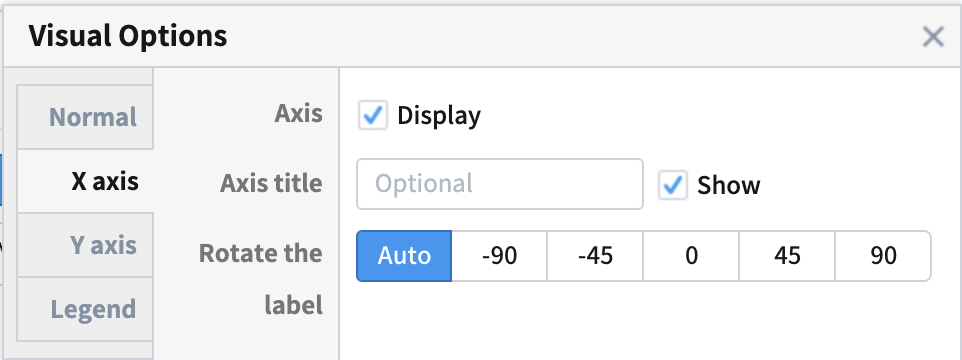 Visual Options
Normal
X axis
Y axis
Legend
Axis
Display
Axis title
Optional
Show
Rotate the
label
Auto
-90
-45
0
45
90